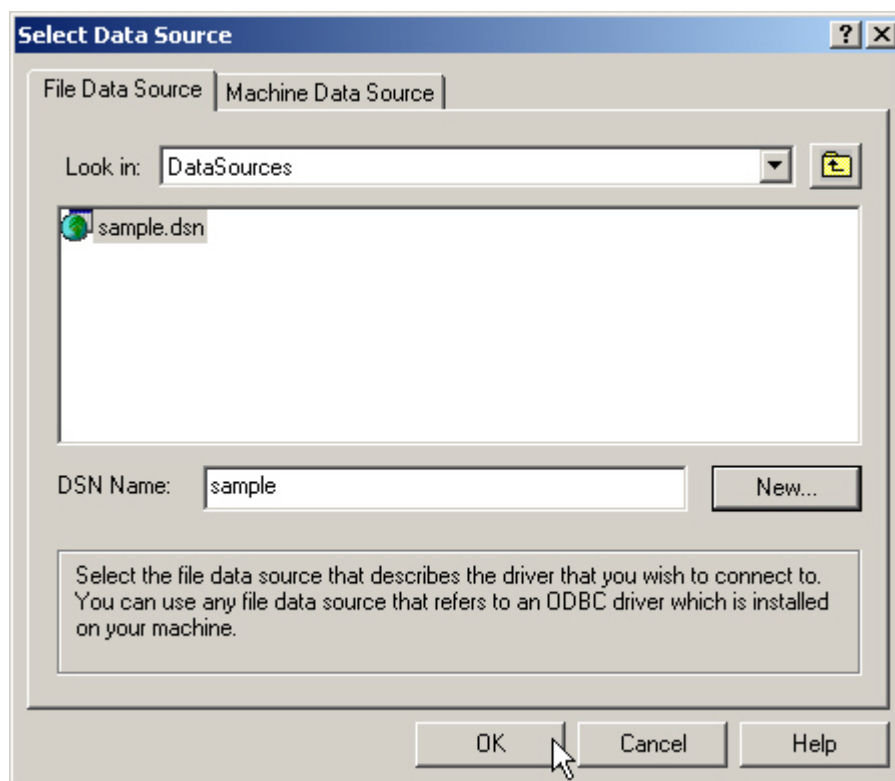 Select Data Source
File Data Source
Machine Data Source
Look in: DataSources
sample.dsn
DSN Name: sample
New...
Select the file data source that describes the driver that you wish to connect to.
You can use any file data source that refers to an ODBC driver which is installed
on your machine.
OK
Cancel
Help